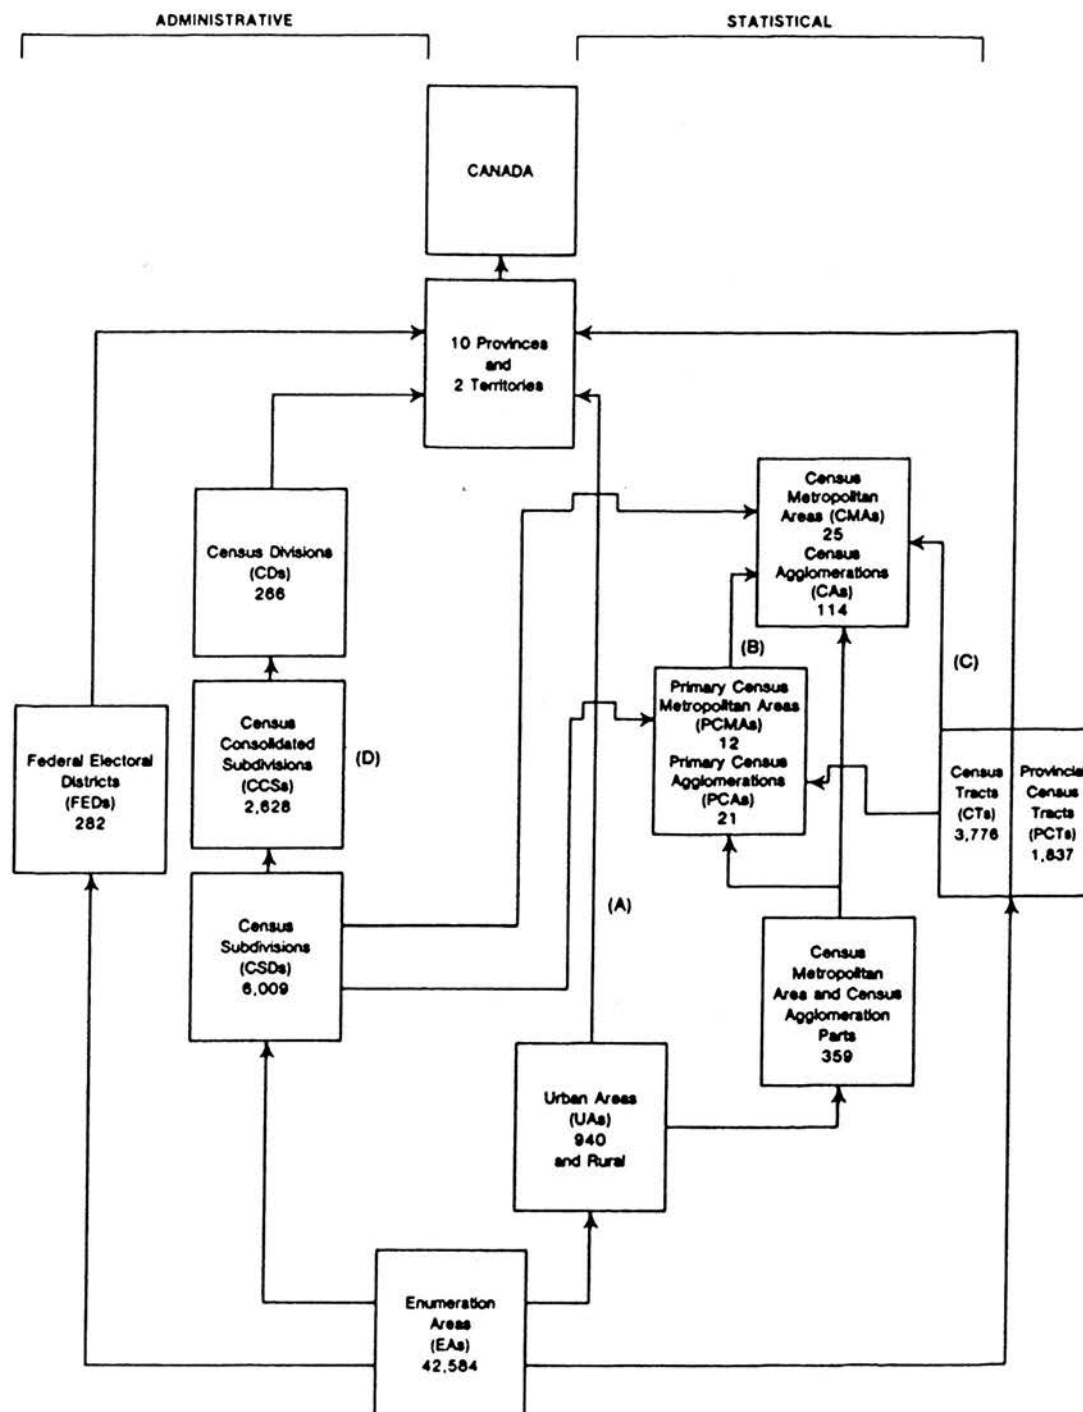 ADMINISTRATIVE
STATISTICAL
CANADA
10 Provinces
and
2 Territories
Census
Metropolitan
Areas (CMAs)
25
Census
Agglomerations
(CAs)
114
Census Divisions
(CDs)
266
(B)
(C)
Primary Census
Metropolitan Areas
(PCMAs)
12
Primary Census
Agglomerations
(PCAs)
21
Census
Consolidated
Subdivisions
(CCSs)
2,628
(D)
Federal Electoral
Districts
(FEDs)
282
Census
Tracts
(CTs)
3,776
Provincial
Census
Tracts
(PCTs)
1,837
(A)
Census
Subdivisions
(CSDs)
6,009
Census
Metropolitan
Area and Census
Agglomeration
Parts
359
Urban Areas
(UAs)
940
and Rural
Enumeration
Areas
(EAs)
42,584